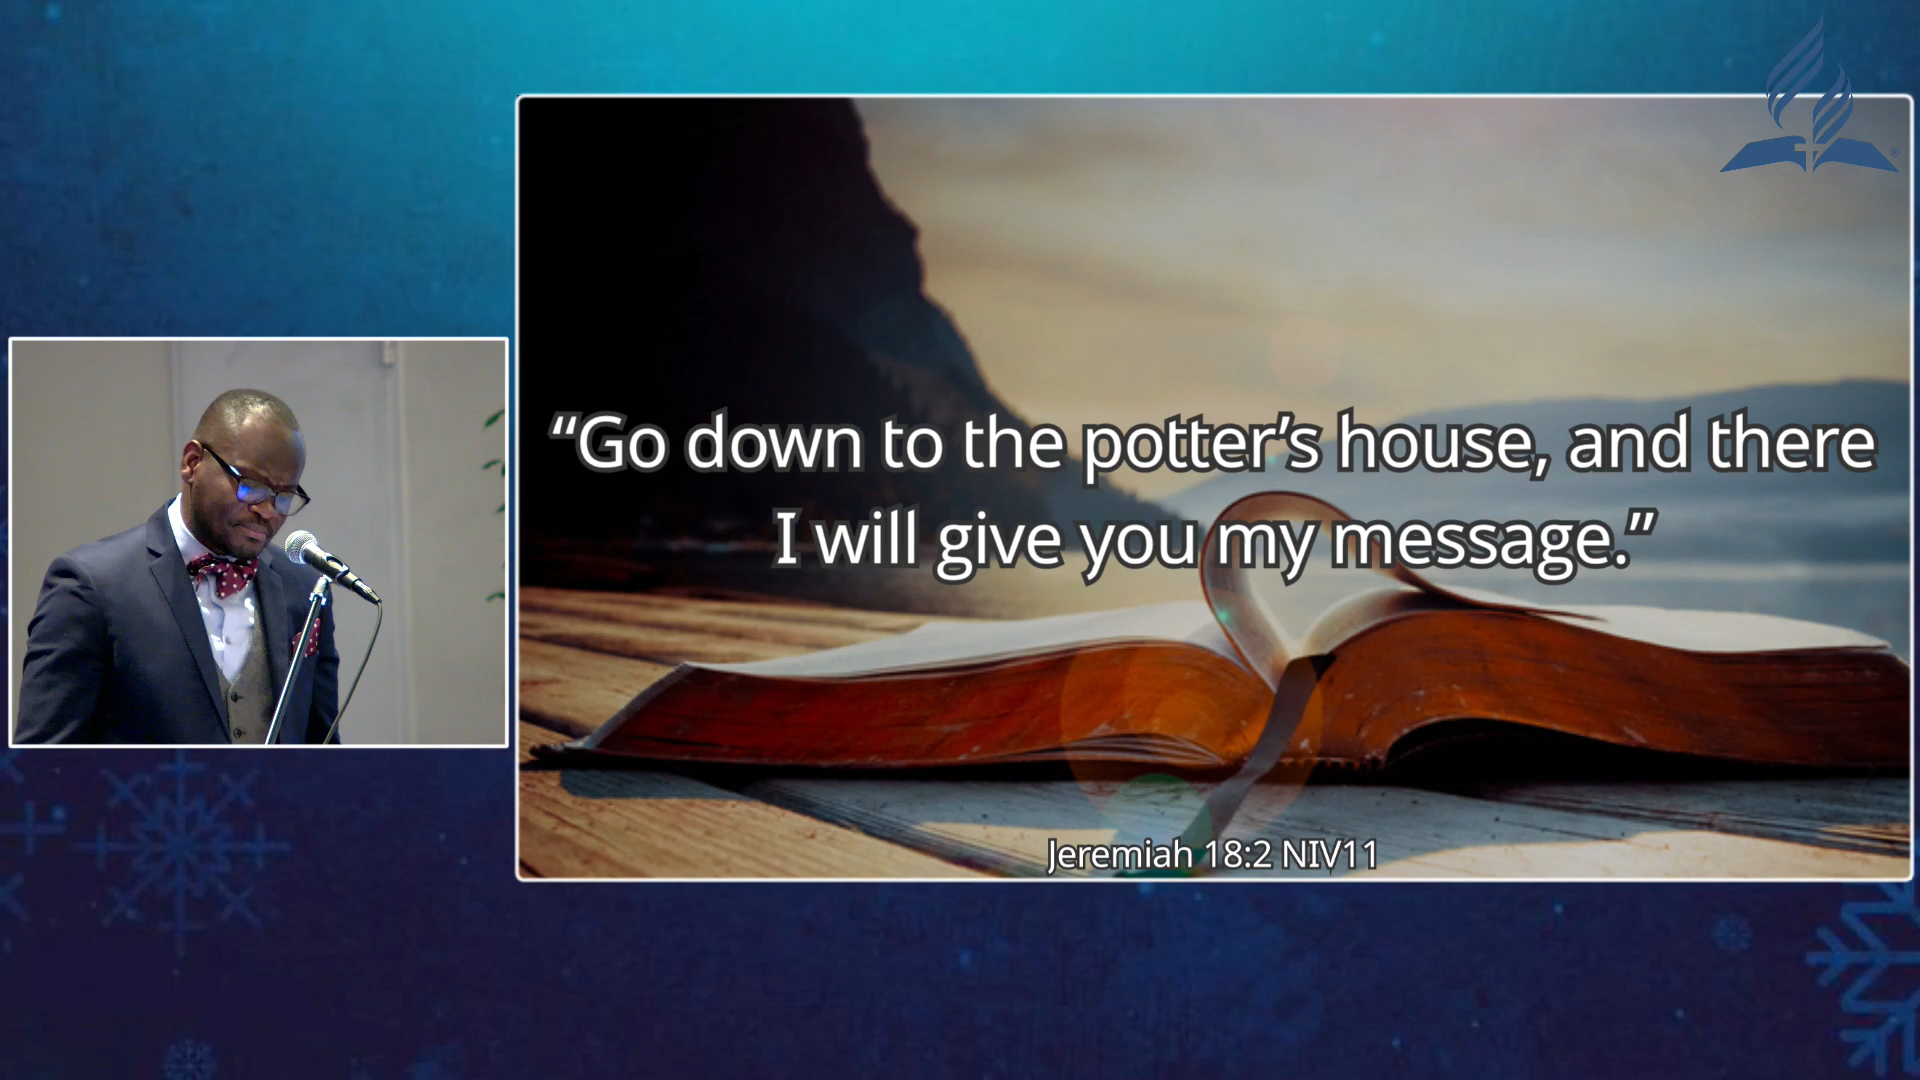 “Go down to the potter’s house, and there
I will give you my message.”
Jeremiah 18:2 NIV11